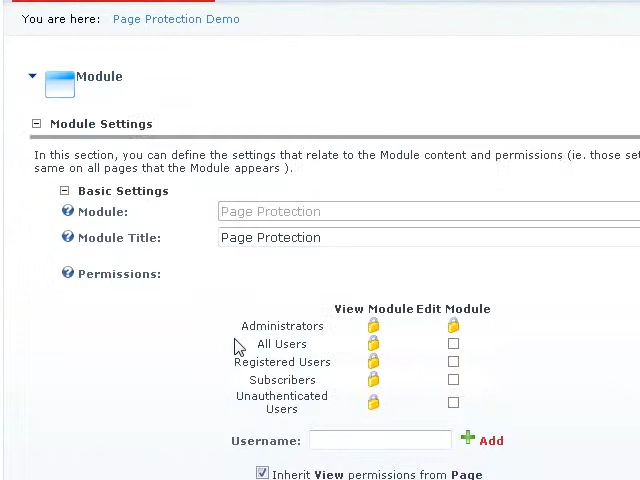 You are here: Page Protection Demo
Module
Module Settings
In this section, you can define the settings that relate to the Module content and permissions (ie. those set
same on all pages that the Module appears ).
Basic Settings
Module: Page Protection
Module Title: Page Protection
Permissions:
View Module Edit Module
Administrators
All Users
Registered Users
Subscribers
Unauthenticated
Users
Username: Add
Inherit View permissions from Page